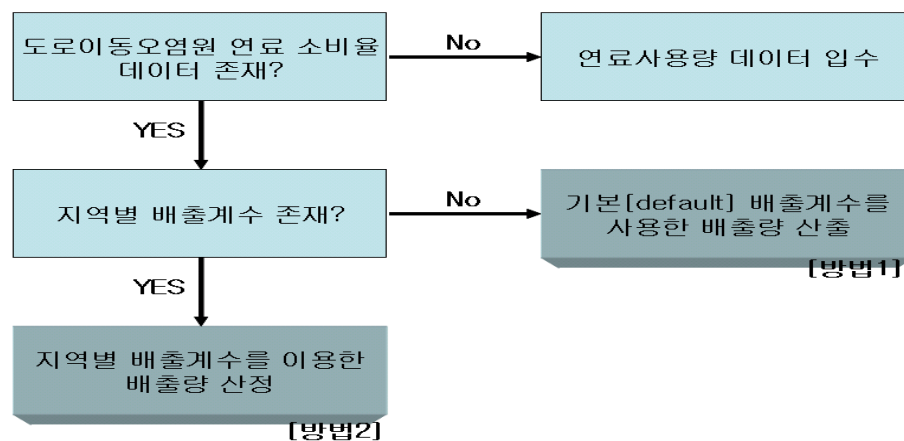 도로이동오염원 연료 소비율
데이터 존재?
No
연료사용량 데이터 입수
YES
지역별 배출계수 존재?
No
기본[default] 배출계수를
사용한 배출량 산출
[방법1]
YES
지역별 배출계수를 이용한
배출량 산정
[방법2]